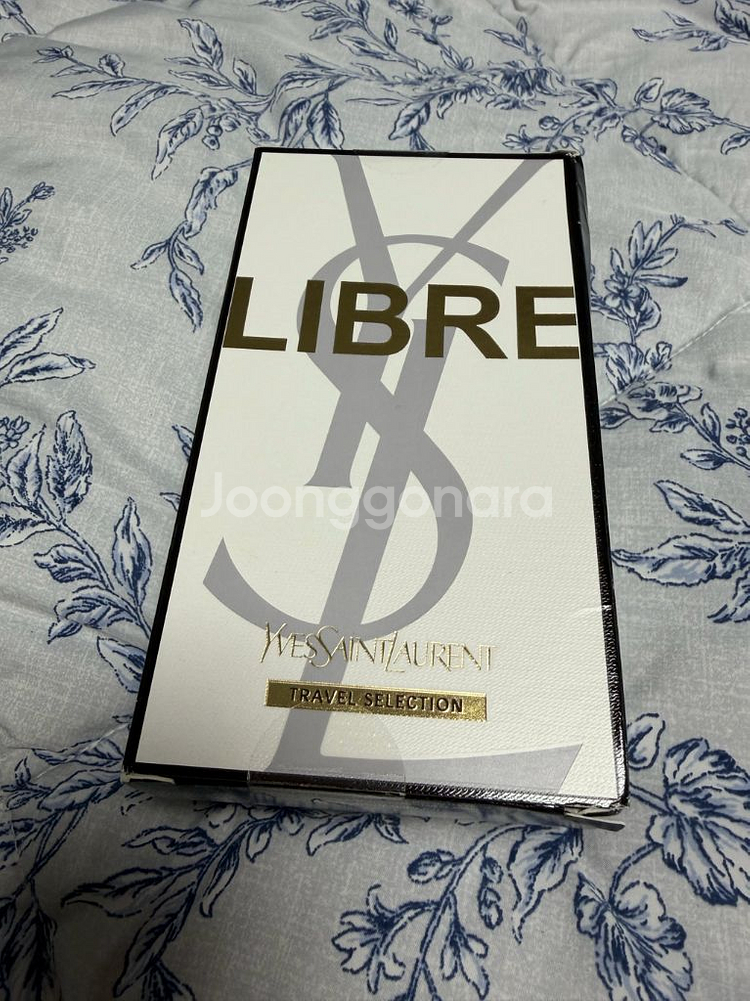 LIBRE
Joonggonara
YVESSAINTLAURENT
TRAVEL SELECTION